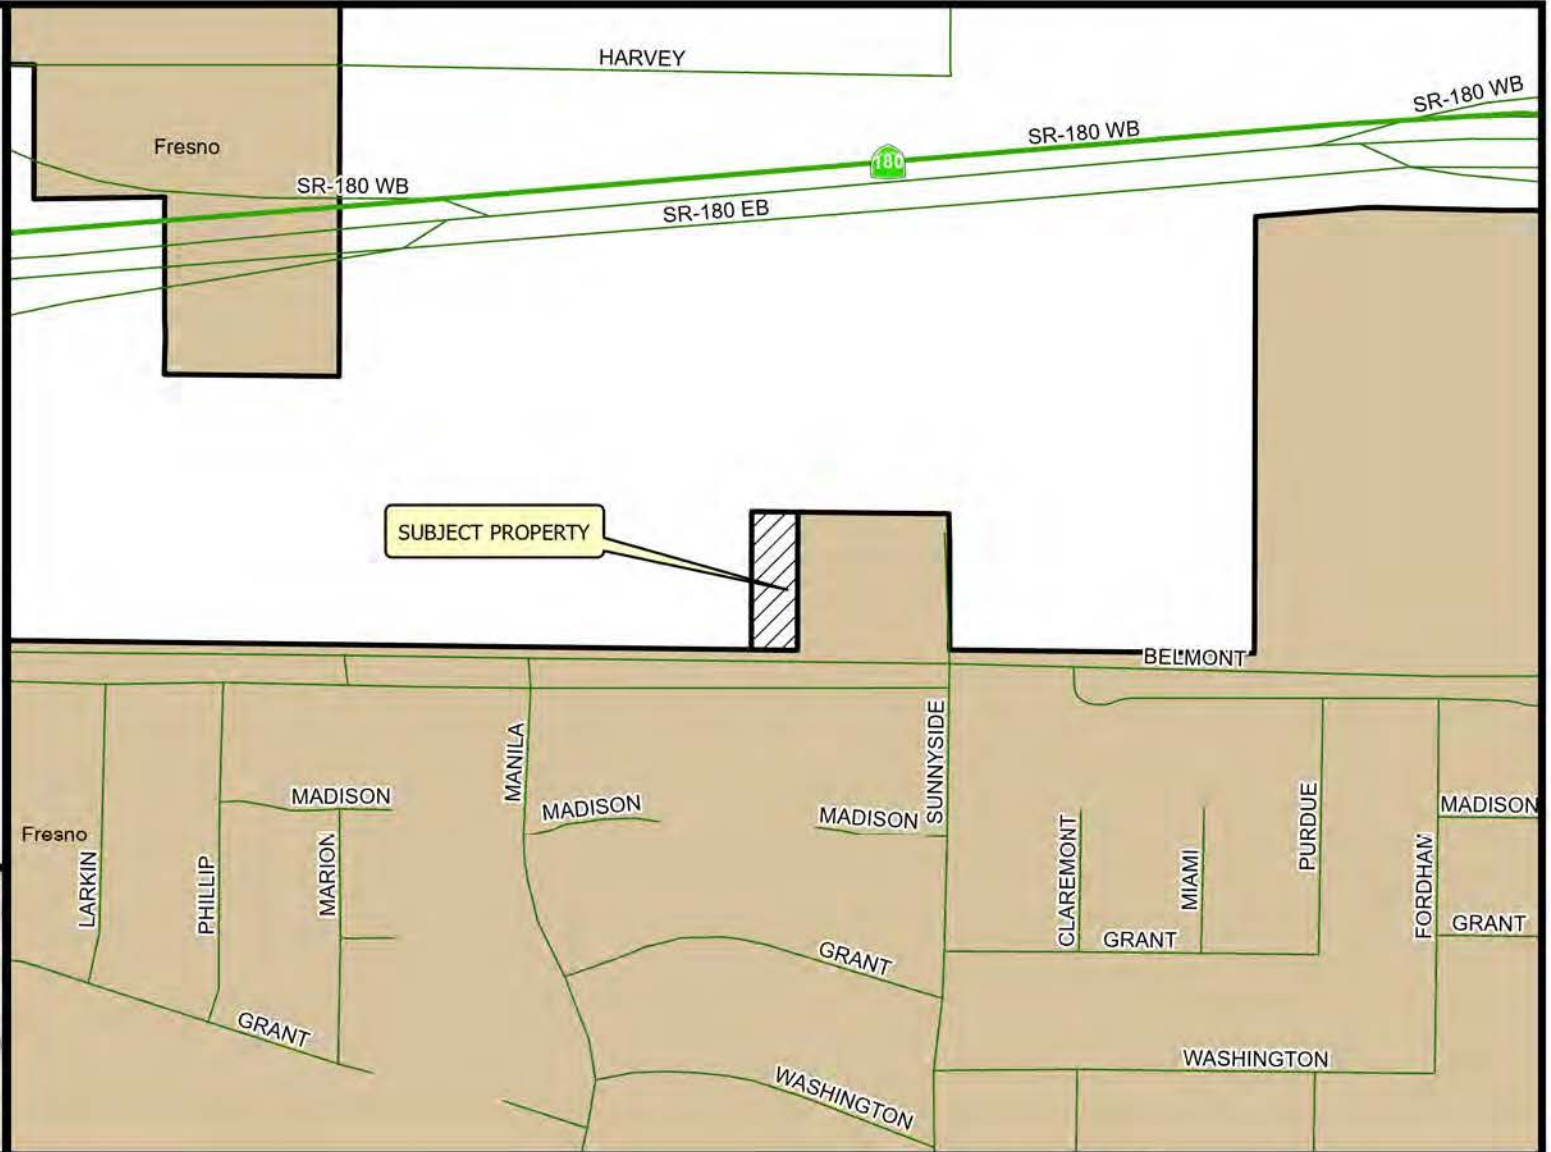 HARVEY
SR-180 WB
SR-180 WB
180
Fresno
SR-180 WB
SR-180 EB
SUBJECT PROPERTY
BELMONT
SUNNYSIDE
MANILA
MADISON
MADISON
MADISON
MADISON
Fresno
LARKIN
PHILLIP
MARION
CLAREMONT
MIAMI
PURDUE
FORDHAM
GRANT
GRANT
GRANT
GRANT
WASHINGTON
WASHINGTON